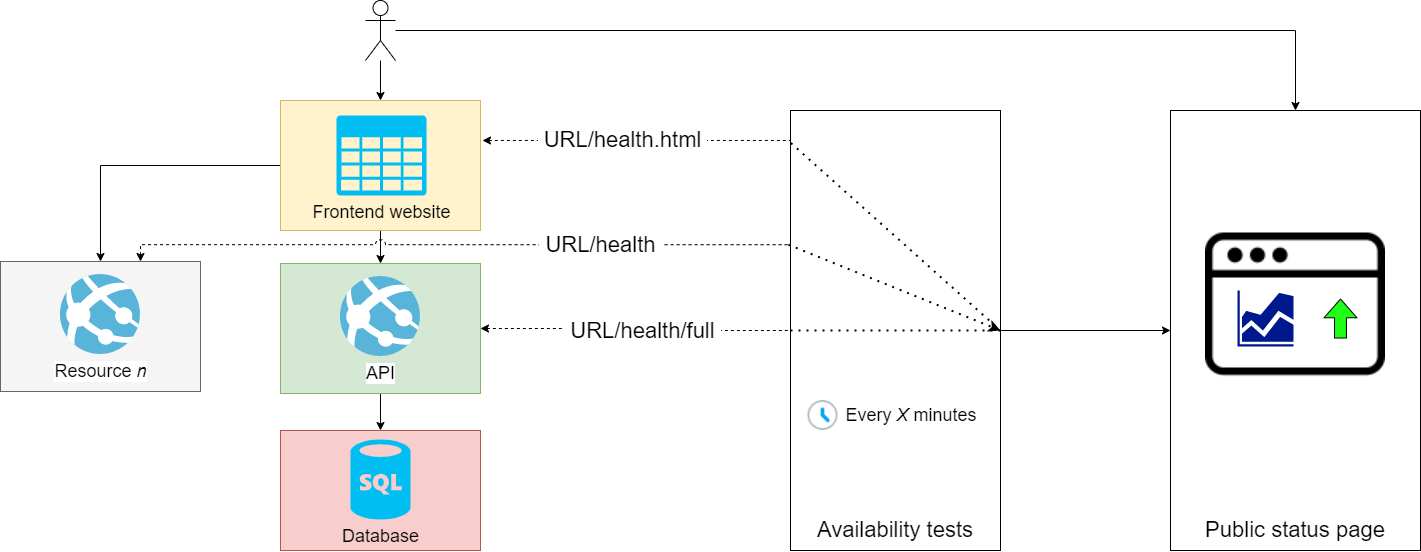 URL/health.html
Frontend website
URL/health
URL/health/full
Resource n
API
Every X minutes
SQL
Database
Availability tests
Public status page